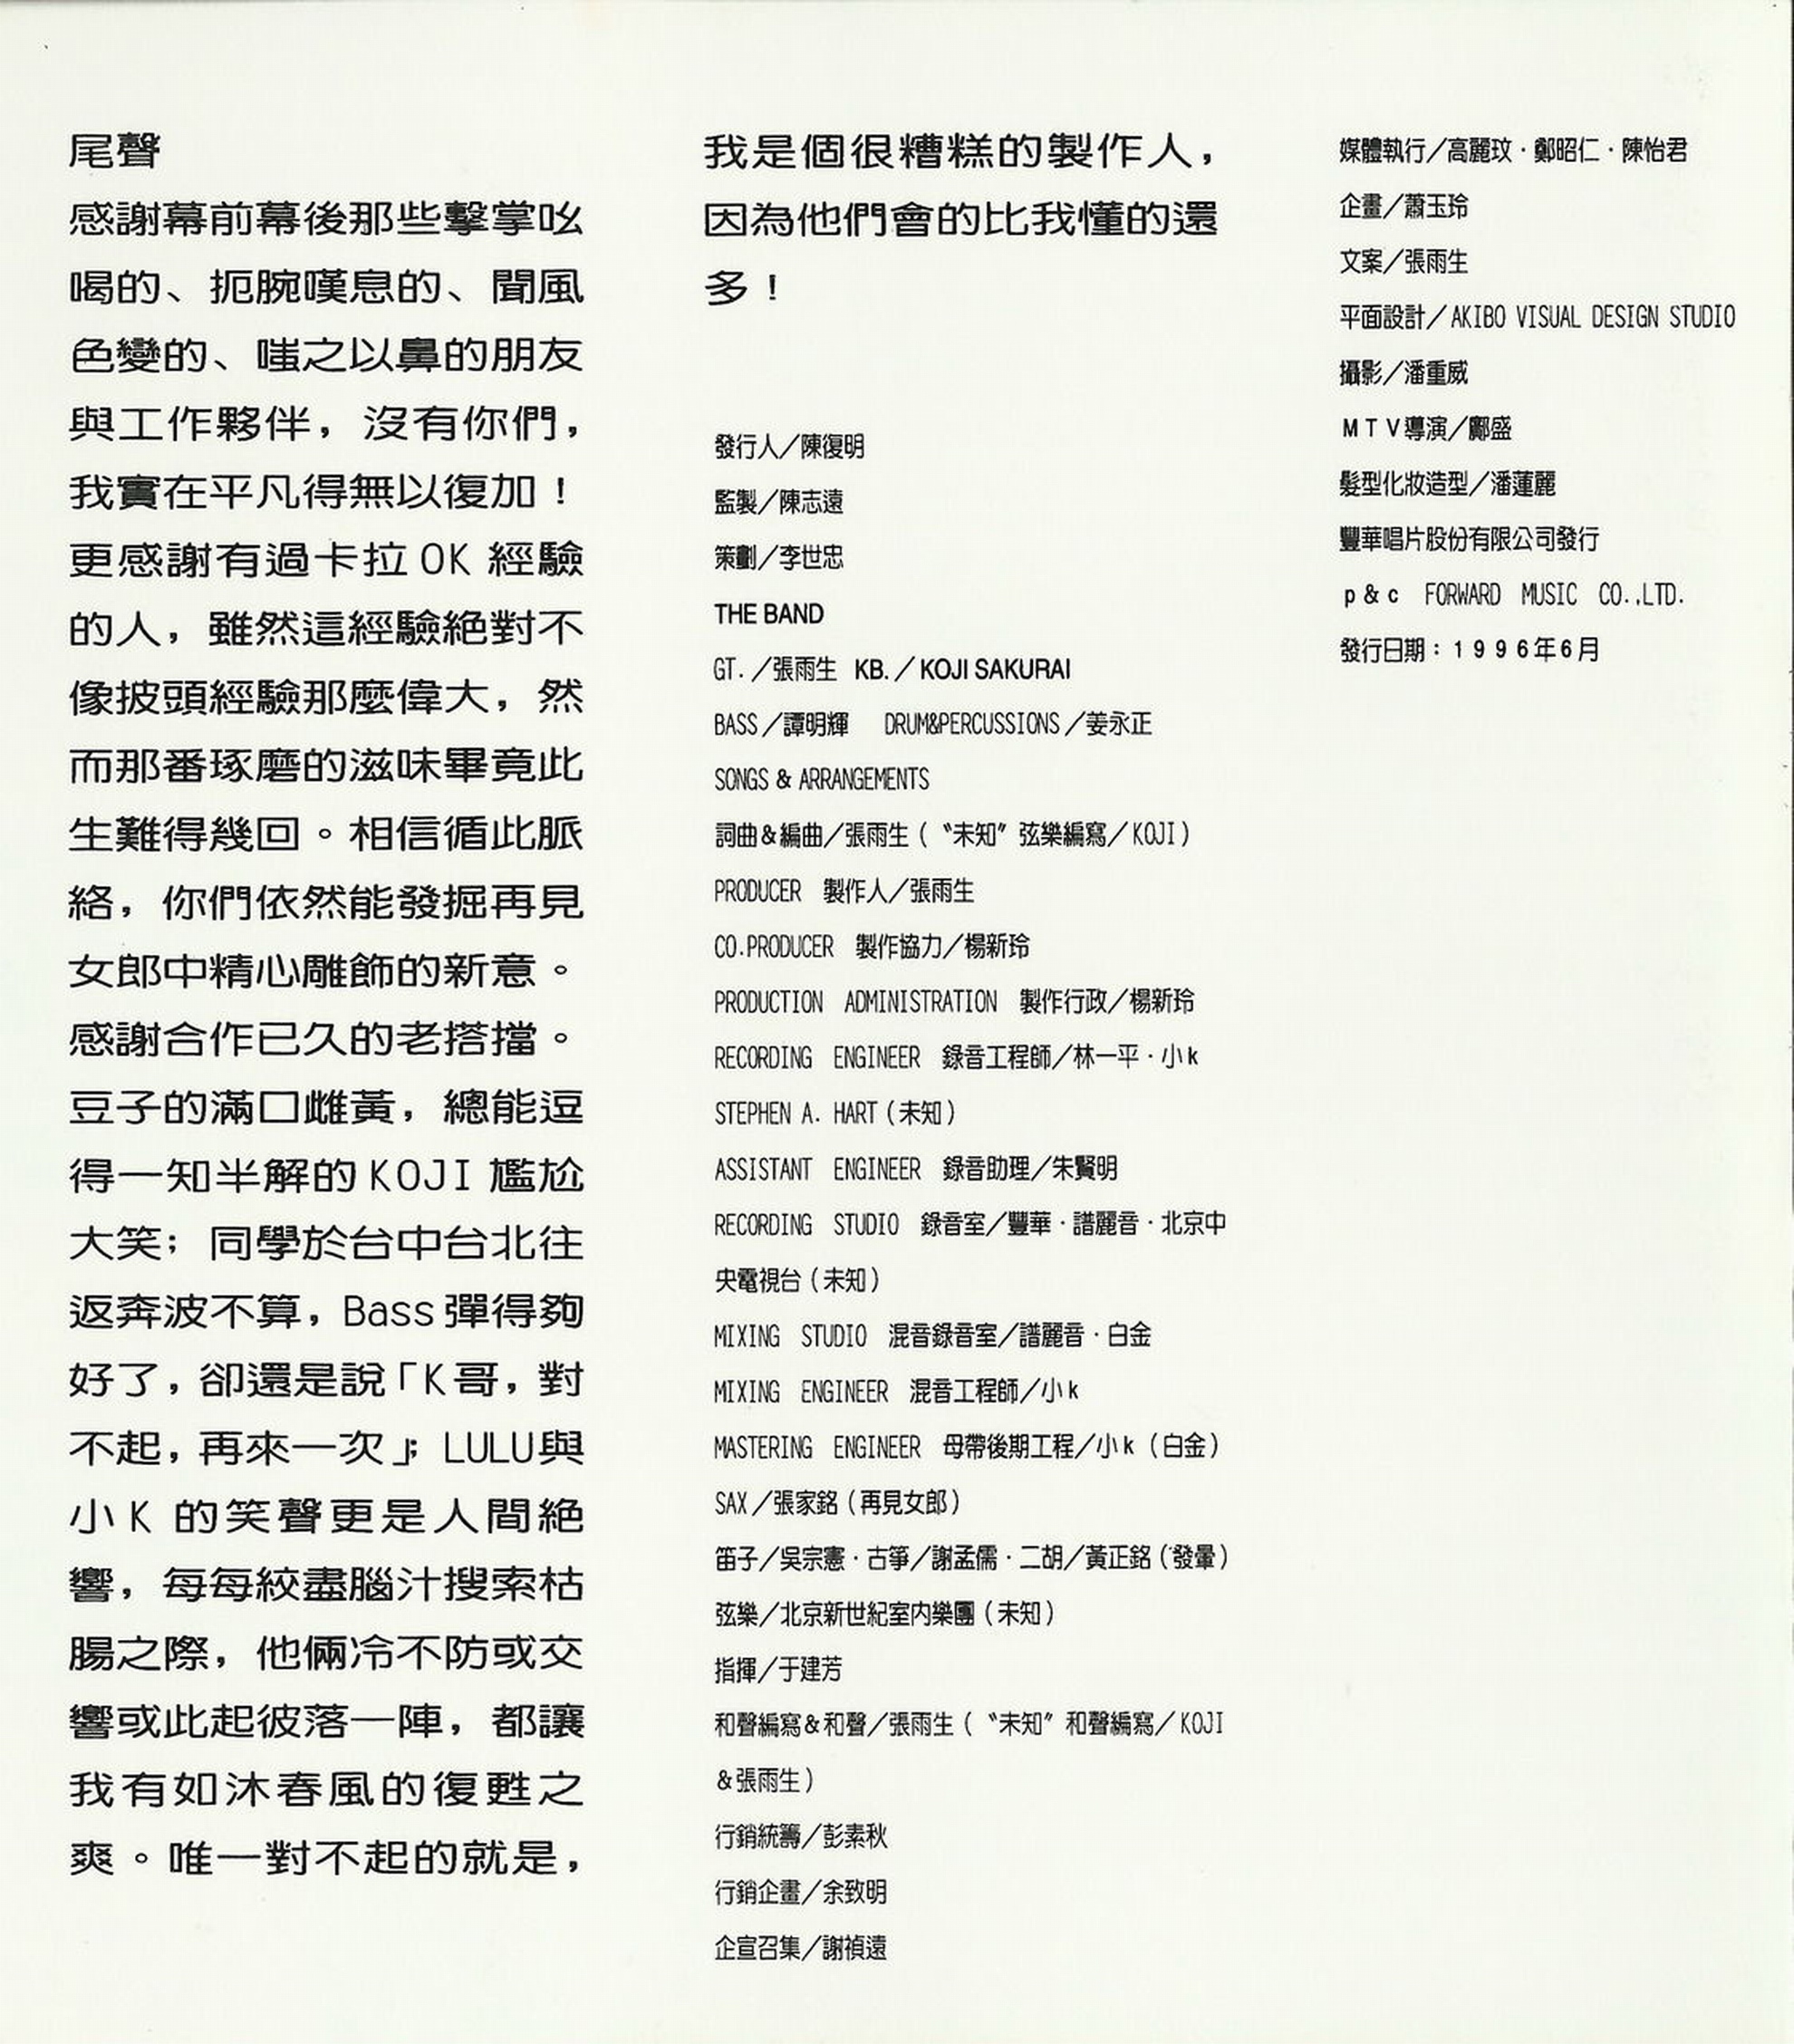 尾聲
感謝幕前幕後那些擊掌吆
喝的、扼腕嘆息的、聞風
色變的、嗤之以鼻的朋友
與工作夥伴，沒有你們，
我實在平凡得無以復加！
更感謝有過卡拉 OK 經驗
的人，雖然這經驗絕對不
像披頭經驗那麼偉大，然
而那番琢磨的滋味畢竟此
生難得幾回。相信循此脈
絡，你們依然能發掘再見
女郎中精心雕飾的新意。
感謝合作已久的老搭擋。
豆子的滿口雌黃，總能逗
得一知半解的 KOJI 尷尬
大笑；同學於台中台北往
返奔波不算，Bass 彈得夠
好了，卻還是說「K哥，對
不起，再來一次」；LULU與
小K 的笑聲更是人間絕
響，每每絞盡腦汁搜索枯
腸之際，他倆冷不防或交
響或此起彼落一陣，都讓
我有如沐春風的復甦之
爽。唯一對不起的就是，
我是個很糟糕的製作人，
因為他們會的比我懂的還
多！
發行人／陳復明
監製／陳志遠
策劃／李世忠
THE BAND
GT.／張雨生 KB.／KOJI SAKURAI
BASS／譚明輝 DRUM&PERCUSSIONS／姜永正
SONGS & ARRANGEMENTS
詞曲&編曲／張雨生（〝未知〞弦樂編寫／KOJI）
PRODUCER 製作人／張雨生
CO.PRODUCER 製作協力／楊新玲
PRODUCTION ADMINISTRATION 製作行政／楊新玲
RECORDING ENGINEER 錄音工程師／林一平·小k
STEPHEN A. HART（未知）
ASSISTANT ENGINEER 錄音助理／朱賢明
RECORDING STUDIO 錄音室／豐華·譜麗音·北京中
央電視台（未知）
MIXING STUDIO 混音錄音室／譜麗音·白金
MIXING ENGINEER 混音工程師／小k
MASTERING ENGINEER 母帶後期工程／小k（白金）
SAX／張家銘（再見女郎）
笛子／吳宗憲·古箏／謝孟儒·二胡／黃正銘（發暈）
弦樂／北京新世紀室內樂團（未知）
指揮／于建芳
和聲編寫&和聲／張雨生（〝未知〞和聲編寫／KOJI
&張雨生）
行銷統籌／彭素秋
行銷企畫／余致明
企宣召集／謝禎遠
媒體執行／高麗玟·鄭昭仁·陳怡君
企畫／蕭玉玲
文案／張雨生
平面設計／AKIBO VISUAL DESIGN STUDIO
攝影／潘重威
MTV導演／鄺盛
髮型化妝造型／潘蓮麗
豐華唱片股份有限公司發行
p & c FORWARD MUSIC CO.,LTD.
發行日期：1996年6月